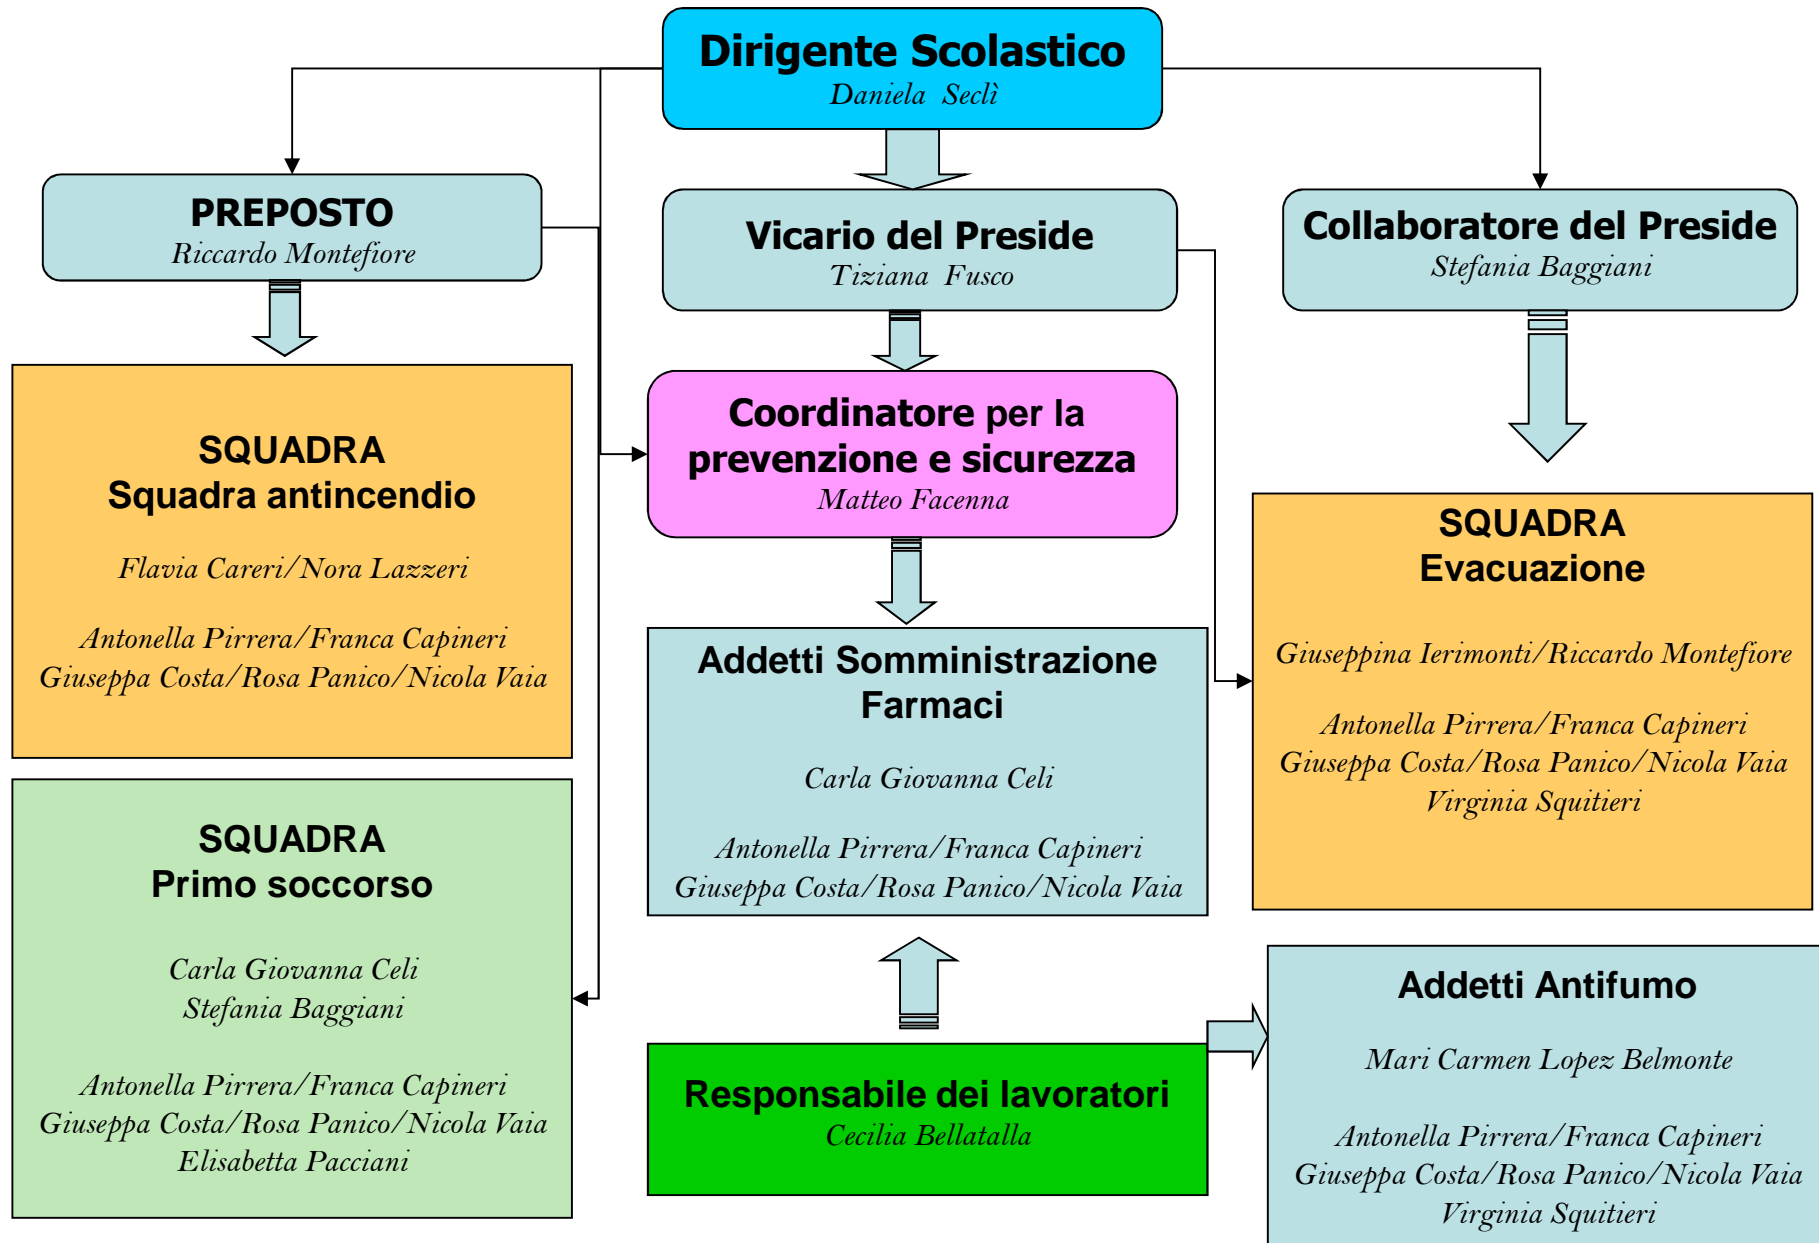 Dirigente Scolastico
Daniela Seclì
PREPOSTO
Riccardo Montefiore
Vicario del Preside
Tiziana Fusco
Collaboratore del Preside
Stefania Baggiani
SQUADRA
Squadra antincendio
Flavia Careri/Nora Lazzeri
Antonella Pirrera/Franca Capineri
Giuseppa Costa/Rosa Panico/Nicola Vaia
Coordinatore per la
prevenzione e sicurezza
Matteo Facenna
SQUADRA
Evacuazione
Giuseppina Ierimonti/Riccardo Montefiore
Antonella Pirrera/Franca Capineri
Giuseppa Costa/Rosa Panico/Nicola Vaia
Virginia Squitieri
Addetti Somministrazione
Farmaci
Carla Giovanna Celi
Antonella Pirrera/Franca Capineri
Giuseppa Costa/Rosa Panico/Nicola Vaia
SQUADRA
Primo soccorso
Carla Giovanna Celi
Stefania Baggiani
Antonella Pirrera/Franca Capineri
Giuseppa Costa/Rosa Panico/Nicola Vaia
Elisabetta Pacciani
Responsabile dei lavoratori
Cecilia Bellatalla
Addetti Antifumo
Mari Carmen Lopez Belmonte
Antonella Pirrera/Franca Capineri
Giuseppa Costa/Rosa Panico/Nicola Vaia
Virginia Squitieri